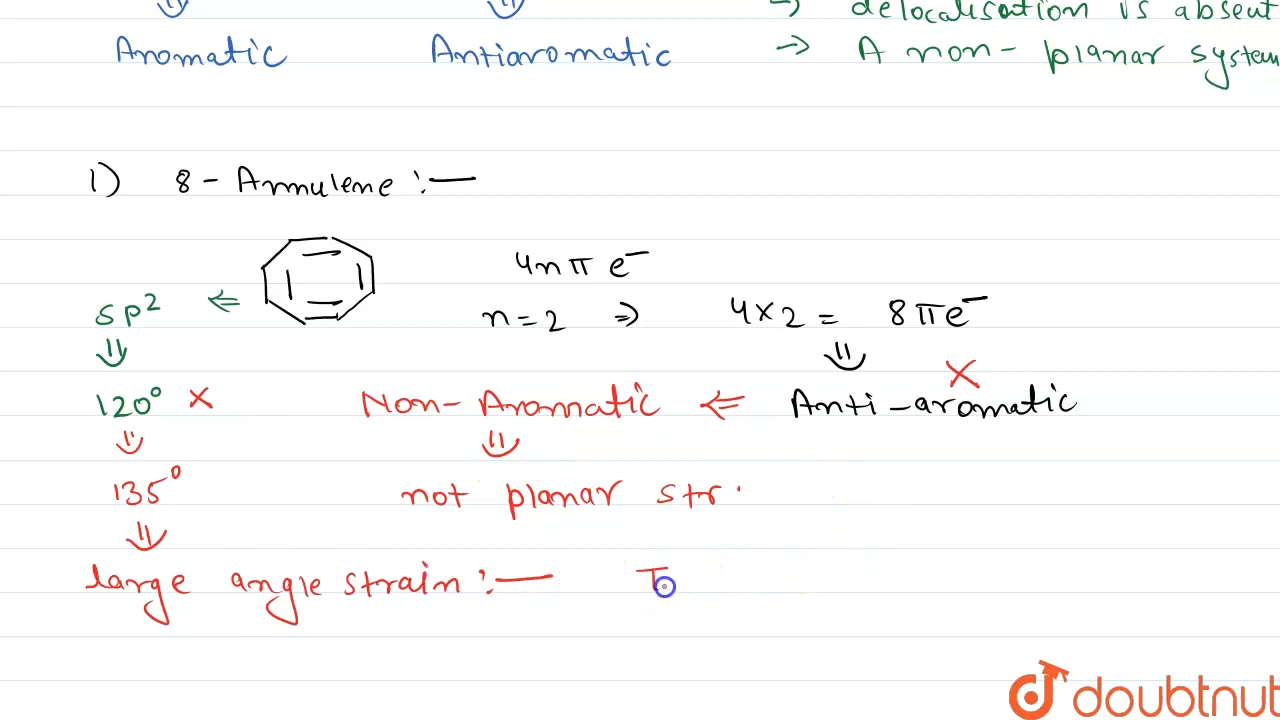 delocalisation is absent
Aromatic Antiaromatic → A non-planar system
1) 8-Annulene :—
4nπ e⁻
sp² ⇐ n=2 ⇒ 4×2 = 8πe⁻
120° × Non-Aromatic ⇐ Anti-aromatic ×
135° not planar str.
large angle strain :— T
doubtnut